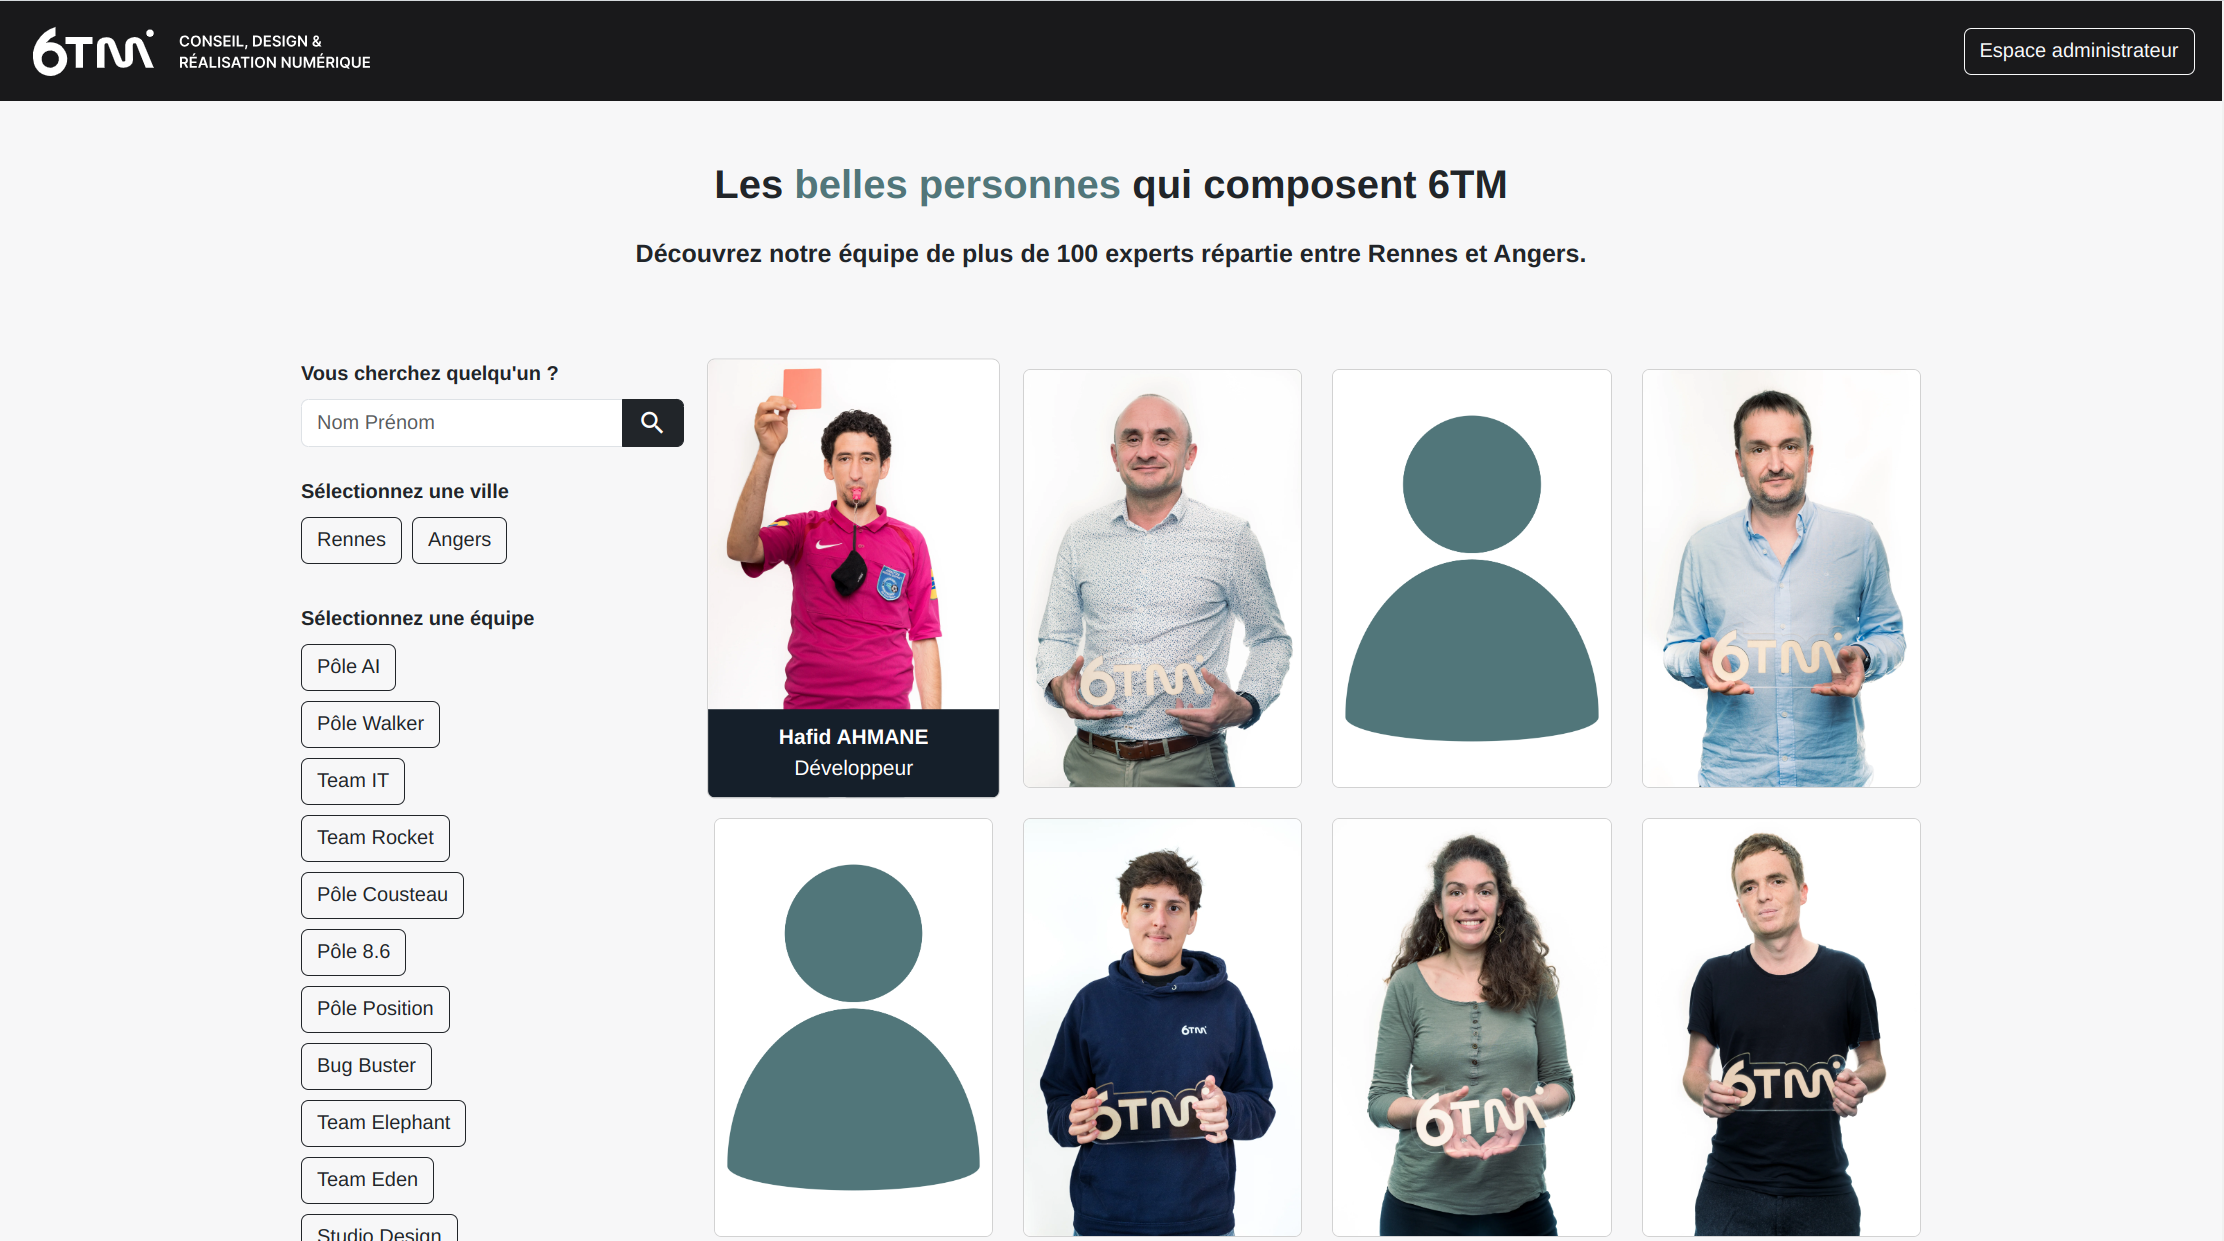 6TM
CONSEIL, DESIGN &
RÉALISATION NUMÉRIQUE
Espace administrateur
Les belles personnes qui composent 6TM
Découvrez notre équipe de plus de 100 experts répartie entre Rennes et Angers.
Vous cherchez quelqu'un ?
Nom Prénom
Sélectionnez une ville
Rennes
Angers
Sélectionnez une équipe
Pôle AI
Pôle Walker
Team IT
Team Rocket
Pôle Cousteau
Pôle 8.6
Pôle Position
Bug Buster
Team Elephant
Team Eden
Studio Design
Hafid AHMANE
Développeur
6TM
6TM
6TM
6TM
6TM
6TM